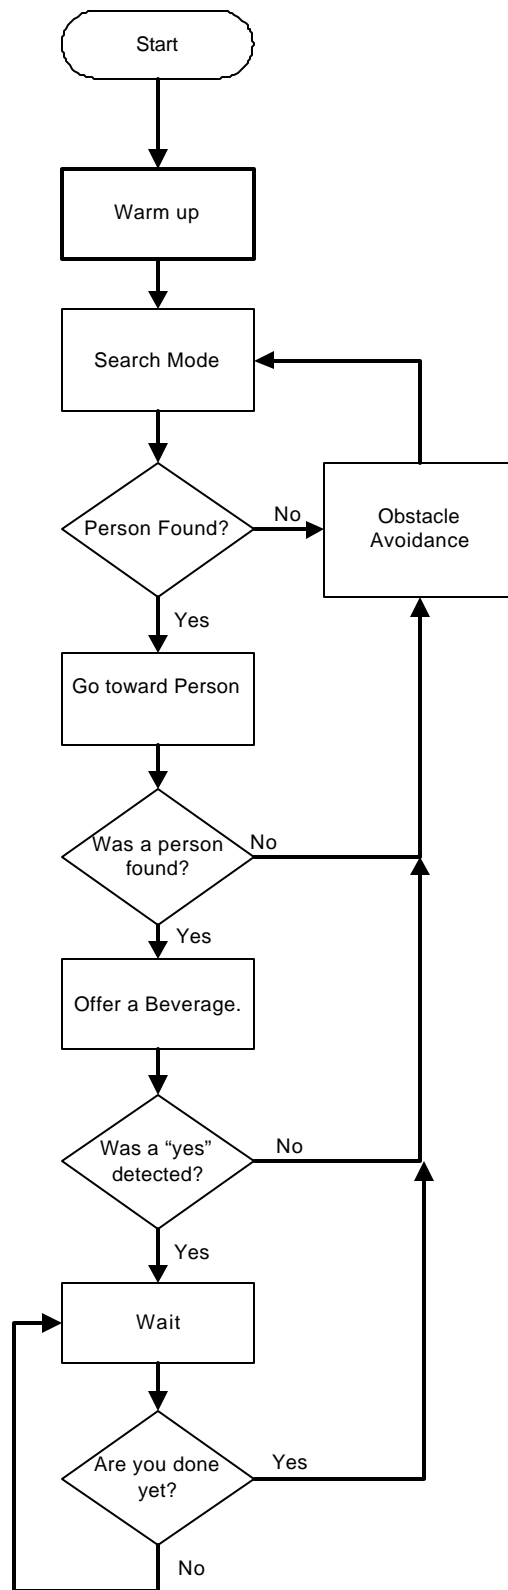 Start
Warm up
Search Mode
Person Found?
No
Obstacle
Avoidance
Yes
Go toward Person
Was a person
found?
No
Yes
Offer a Beverage.
Was a “yes”
detected?
No
Yes
Wait
Are you done
yet?
Yes
No